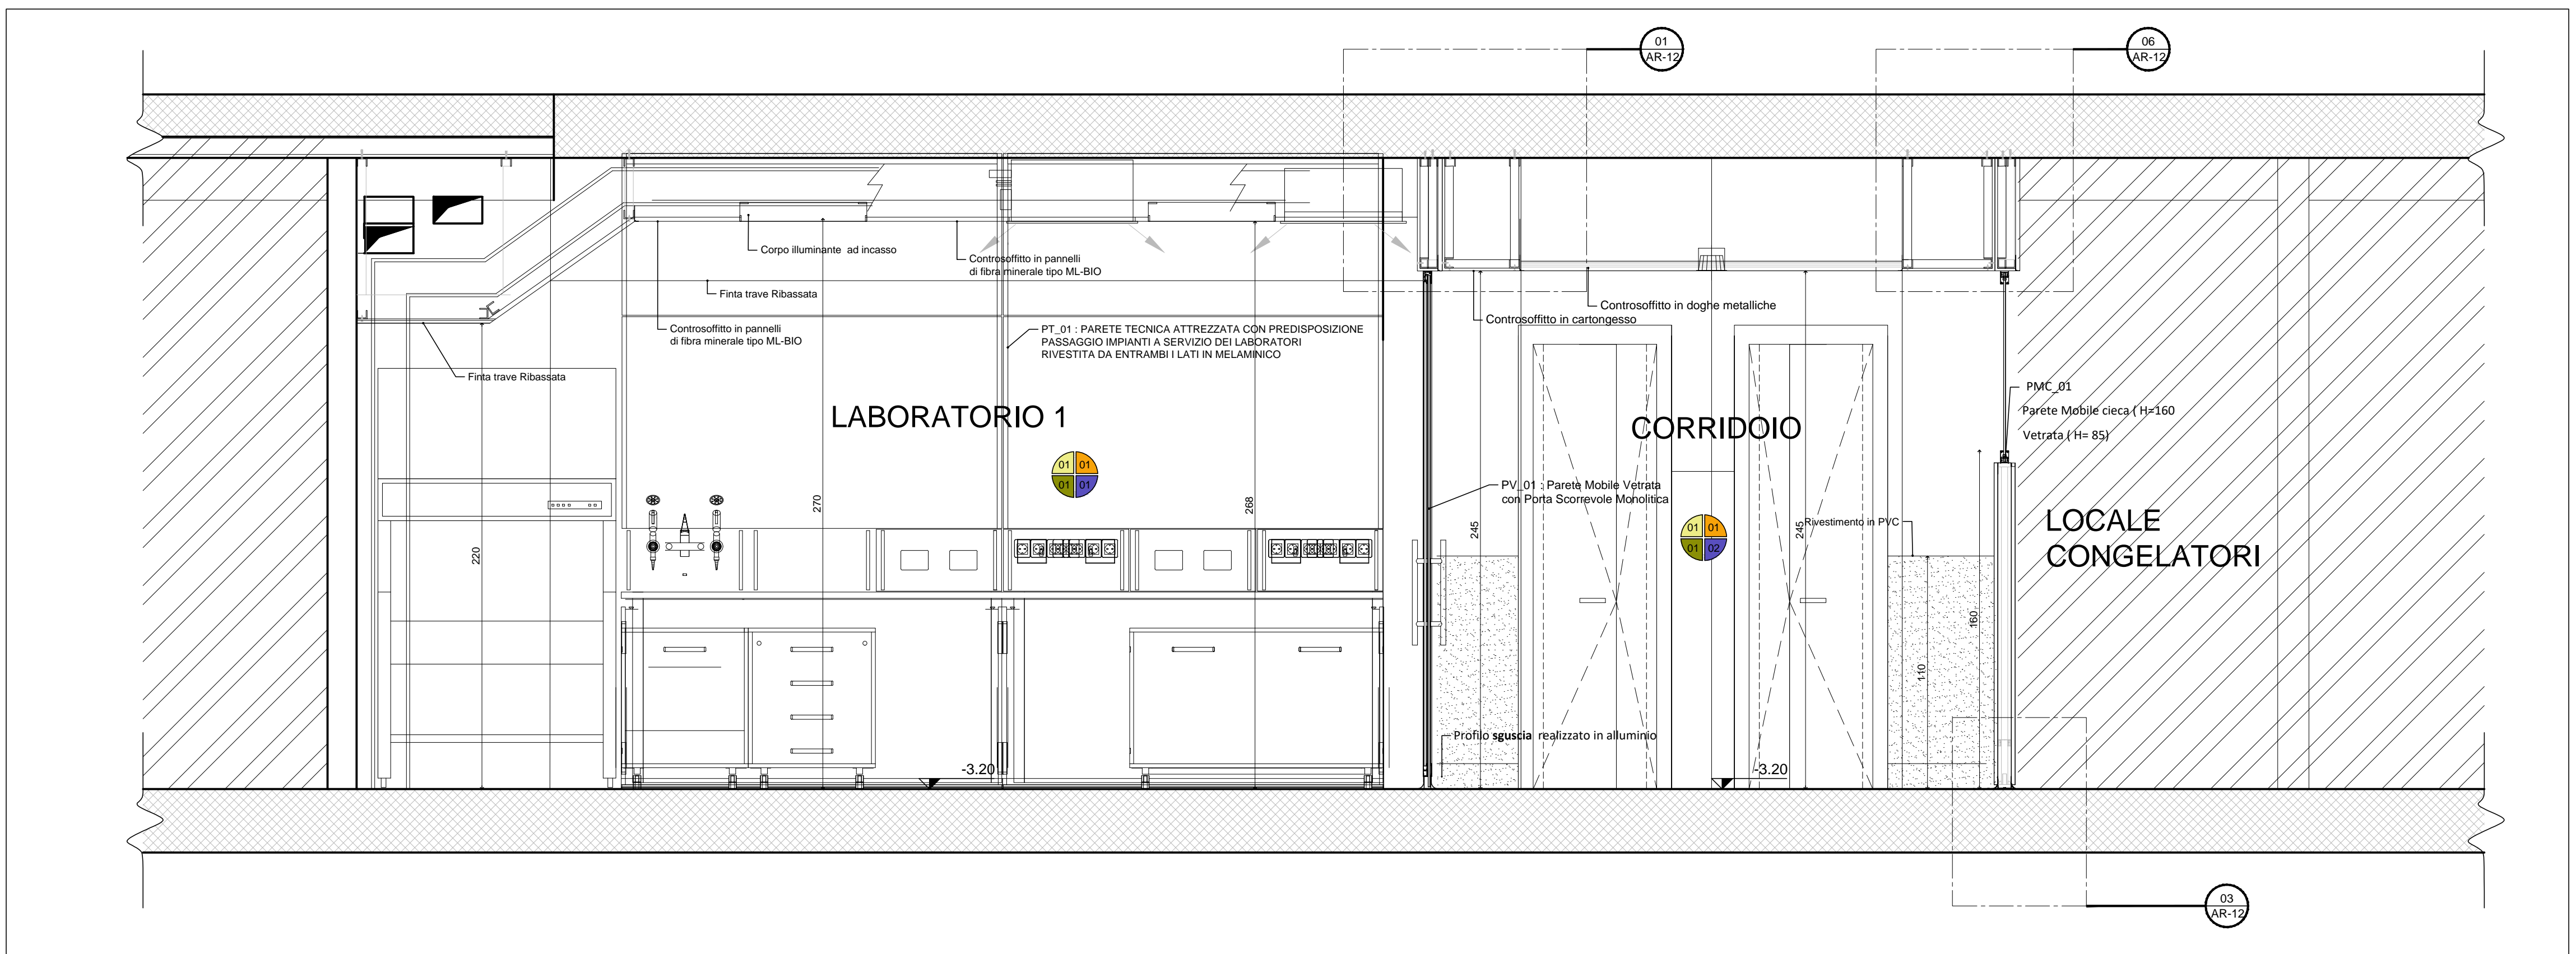 01
AR-12
06
AR-12
Corpo illuminante ad incasso
Controsoffitto in pannelli
di fibra minerale tipo ML-BIO
Finta trave Ribassata
Controsoffitto in doghe metalliche
Controsoffitto in cartongesso
Controsoffitto in pannelli
di fibra minerale tipo ML-BIO
PT_01 : PARETE TECNICA ATTREZZATA CON PREDISPOSIZIONE
PASSAGGIO IMPIANTI A SERVIZIO DEI LABORATORI
RIVESTITA DA ENTRAMBI I LATI IN MELAMINICO
Finta trave Ribassata
LABORATORIO 1
CORRIDOIO
PMC_01
Parete Mobile cieca ( H=160
Vetrata ( H= 85)
01 01
01 01
PV_01 : Parete Mobile Vetrata
con Porta Scorrevole Monolitica
270
268
245
245
220
01 01
01 02
Rivestimento in PVC
LOCALE
CONGELATORI
160
110
Profilo sguscia realizzato in alluminio
-3.20
-3.20
03
AR-12